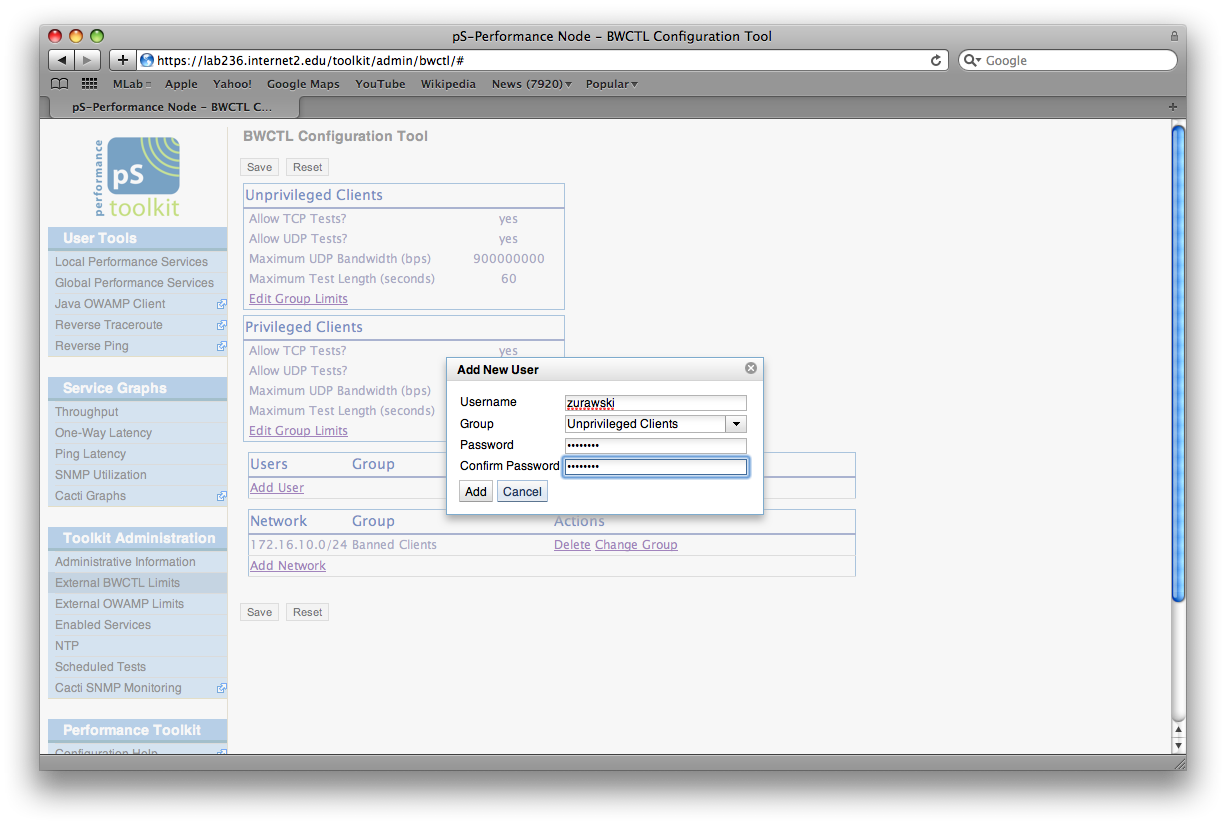 pS-Performance Node – BWCTL Configuration Tool
https://lab236.internet2.edu/toolkit/admin/bwctl/#
Google
MLab Apple Yahoo! Google Maps YouTube Wikipedia News (7920) Popular
pS-Performance Node – BWCTL C...
performance
pS
toolkit
User Tools
Local Performance Services
Global Performance Services
Java OWAMP Client
Reverse Traceroute
Reverse Ping
Service Graphs
Throughput
One-Way Latency
Ping Latency
SNMP Utilization
Cacti Graphs
Toolkit Administration
Administrative Information
External BWCTL Limits
External OWAMP Limits
Enabled Services
NTP
Scheduled Tests
Cacti SNMP Monitoring
Performance Toolkit
Configuration Help
BWCTL Configuration Tool
Save Reset
Unprivileged Clients
Allow TCP Tests? yes
Allow UDP Tests? yes
Maximum UDP Bandwidth (bps) 900000000
Maximum Test Length (seconds) 60
Edit Group Limits
Privileged Clients
Allow TCP Tests? yes
Allow UDP Tests?
Maximum UDP Bandwidth (bps)
Maximum Test Length (seconds)
Edit Group Limits
Users Group
Add User
Network Group Actions
172.16.10.0/24 Banned Clients Delete Change Group
Add Network
Save Reset
Add New User
Username zurawski
Group Unprivileged Clients
Password ••••••••
Confirm Password ••••••••
Add Cancel